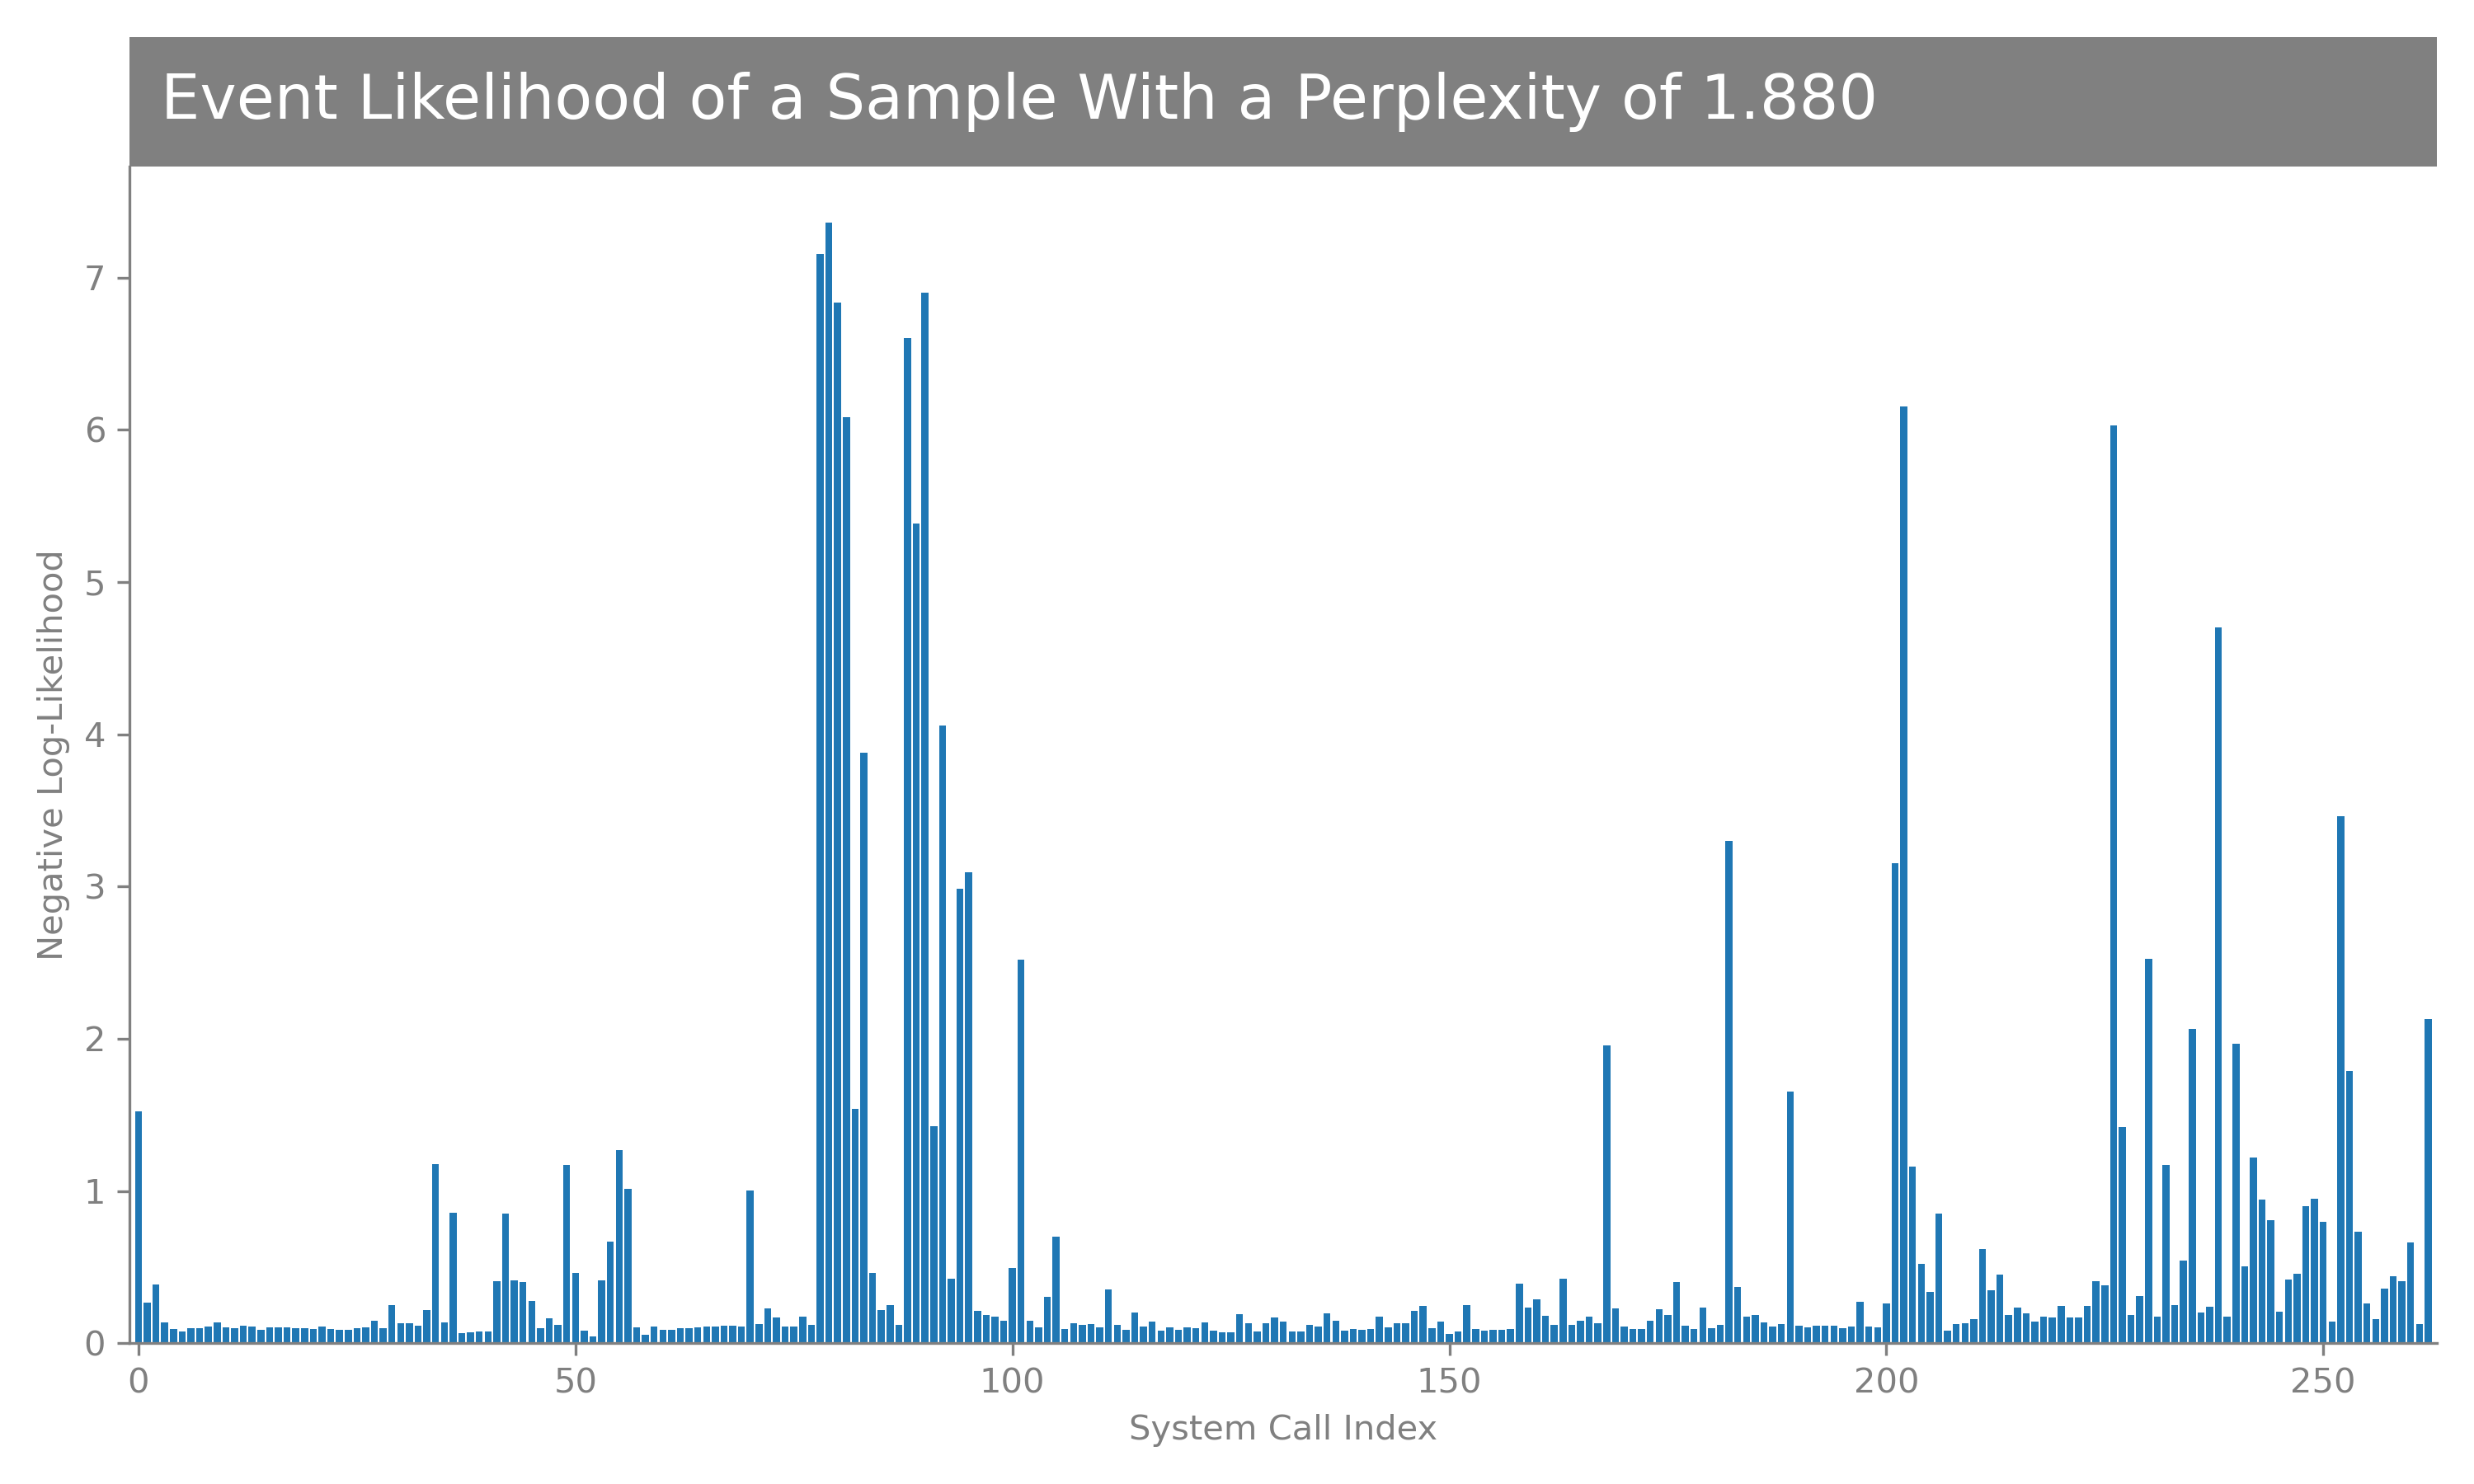 Event Likelihood of a Sample With a Perplexity of 1.880
7
6
5
4
3
2
1
0
Negative Log-Likelihood
0 50 100 150 200 250
System Call Index